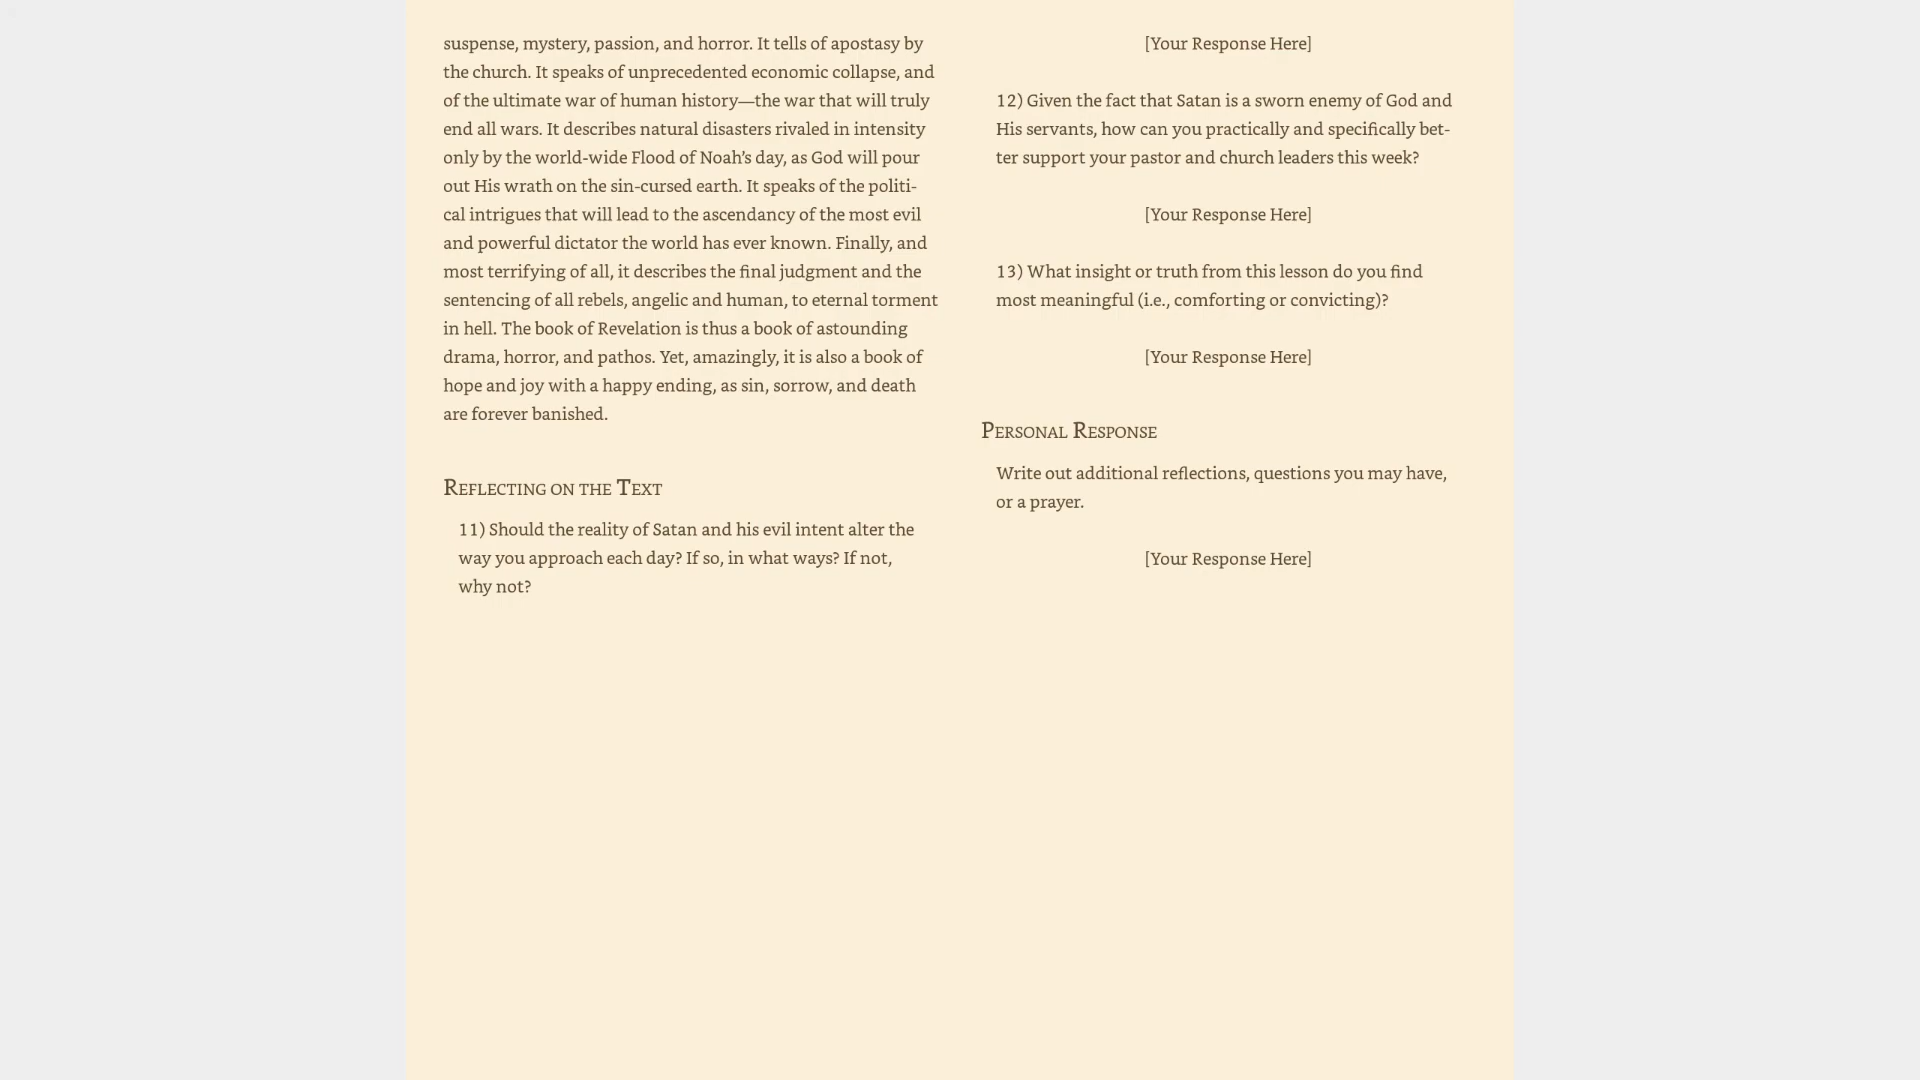 suspense, mystery, passion, and horror. It tells of apostasy by
the church. It speaks of unprecedented economic collapse, and
of the ultimate war of human history—the war that will truly
end all wars. It describes natural disasters rivaled in intensity
only by the world-wide Flood of Noah’s day, as God will pour
out His wrath on the sin-cursed earth. It speaks of the politi-
cal intrigues that will lead to the ascendancy of the most evil
and powerful dictator the world has ever known. Finally, and
most terrifying of all, it describes the final judgment and the
sentencing of all rebels, angelic and human, to eternal torment
in hell. The book of Revelation is thus a book of astounding
drama, horror, and pathos. Yet, amazingly, it is also a book of
hope and joy with a happy ending, as sin, sorrow, and death
are forever banished.
Reflecting on the Text
11) Should the reality of Satan and his evil intent alter the
way you approach each day? If so, in what ways? If not,
why not?
[Your Response Here]
12) Given the fact that Satan is a sworn enemy of God and
His servants, how can you practically and specifically bet-
ter support your pastor and church leaders this week?
[Your Response Here]
13) What insight or truth from this lesson do you find
most meaningful (i.e., comforting or convicting)?
[Your Response Here]
Personal Response
Write out additional reflections, questions you may have,
or a prayer.
[Your Response Here]